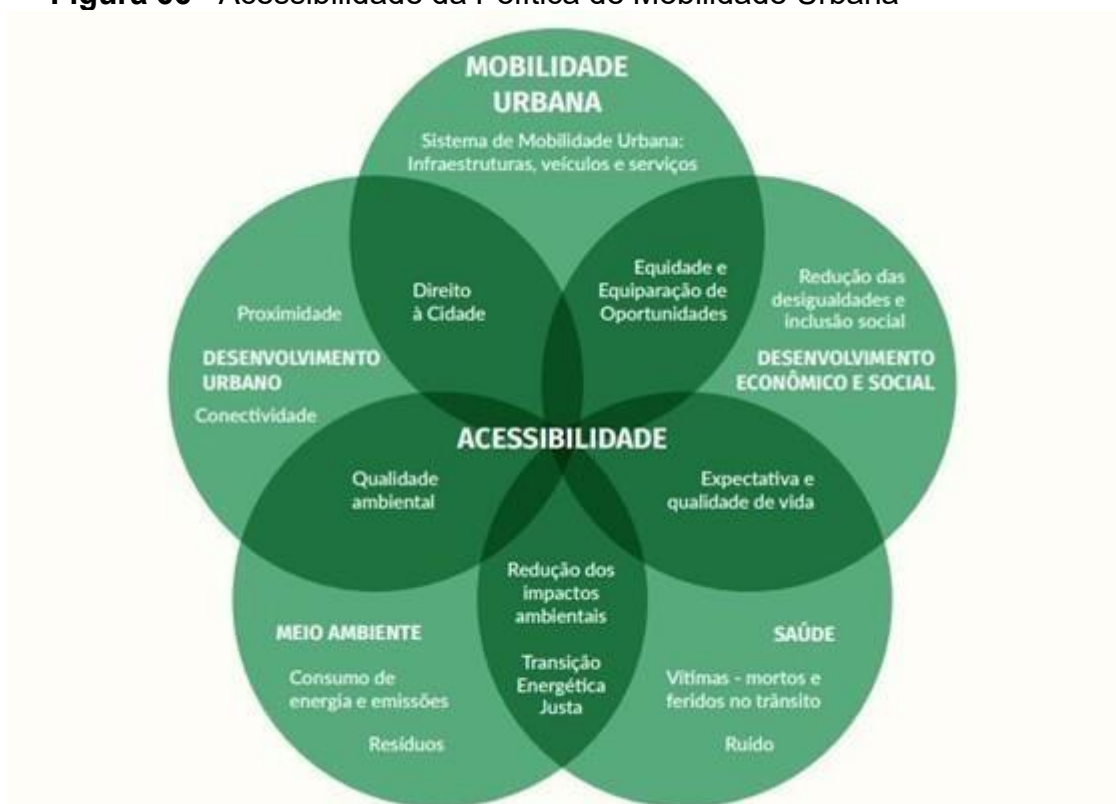 Acessibilidade da Política de Mobilidade Urbana
MOBILIDADE
URBANA
Sistema de Mobilidade Urbana:
Infraestruturas, veículos e serviços
Direito
à Cidade
Equidade e
Equiparação de
Oportunidades
Redução das
desigualdades e
inclusão social
Proximidade
DESENVOLVIMENTO
URBANO
Conectividade
DESENVOLVIMENTO
ECONÔMICO E SOCIAL
ACESSIBILIDADE
Qualidade
ambiental
Expectativa e
qualidade de vida
Redução dos
impactos
ambientais
Transição
Energética
Justa
MEIO AMBIENTE
Consumo de
energia e emissões
Resíduos
SAÚDE
Vítimas - mortos e
feridos no trânsito
Ruído